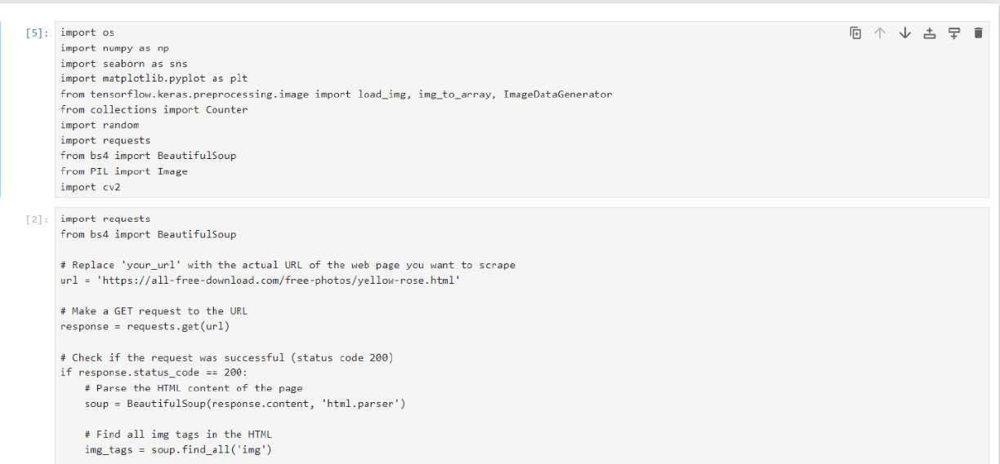 [5]:
import os
import numpy as np
import seaborn as sns
import matplotlib.pyplot as plt
from tensorflow.keras.preprocessing.image import load_img, img_to_array, ImageDataGenerator
from collections import Counter
import random
import requests
from bs4 import BeautifulSoup
from PIL import Image
import cv2
[2]:
import requests
from bs4 import BeautifulSoup
# Replace 'your_url' with the actual URL of the web page you want to scrape
url = 'https://all-free-download.com/free-photos/yellow-rose.html'
# Make a GET request to the URL
response = requests.get(url)
# Check if the request was successful (status code 200)
if response.status_code == 200:
    # Parse the HTML content of the page
    soup = BeautifulSoup(response.content, 'html.parser')
    # Find all img tags in the HTML
    img_tags = soup.find_all('img')